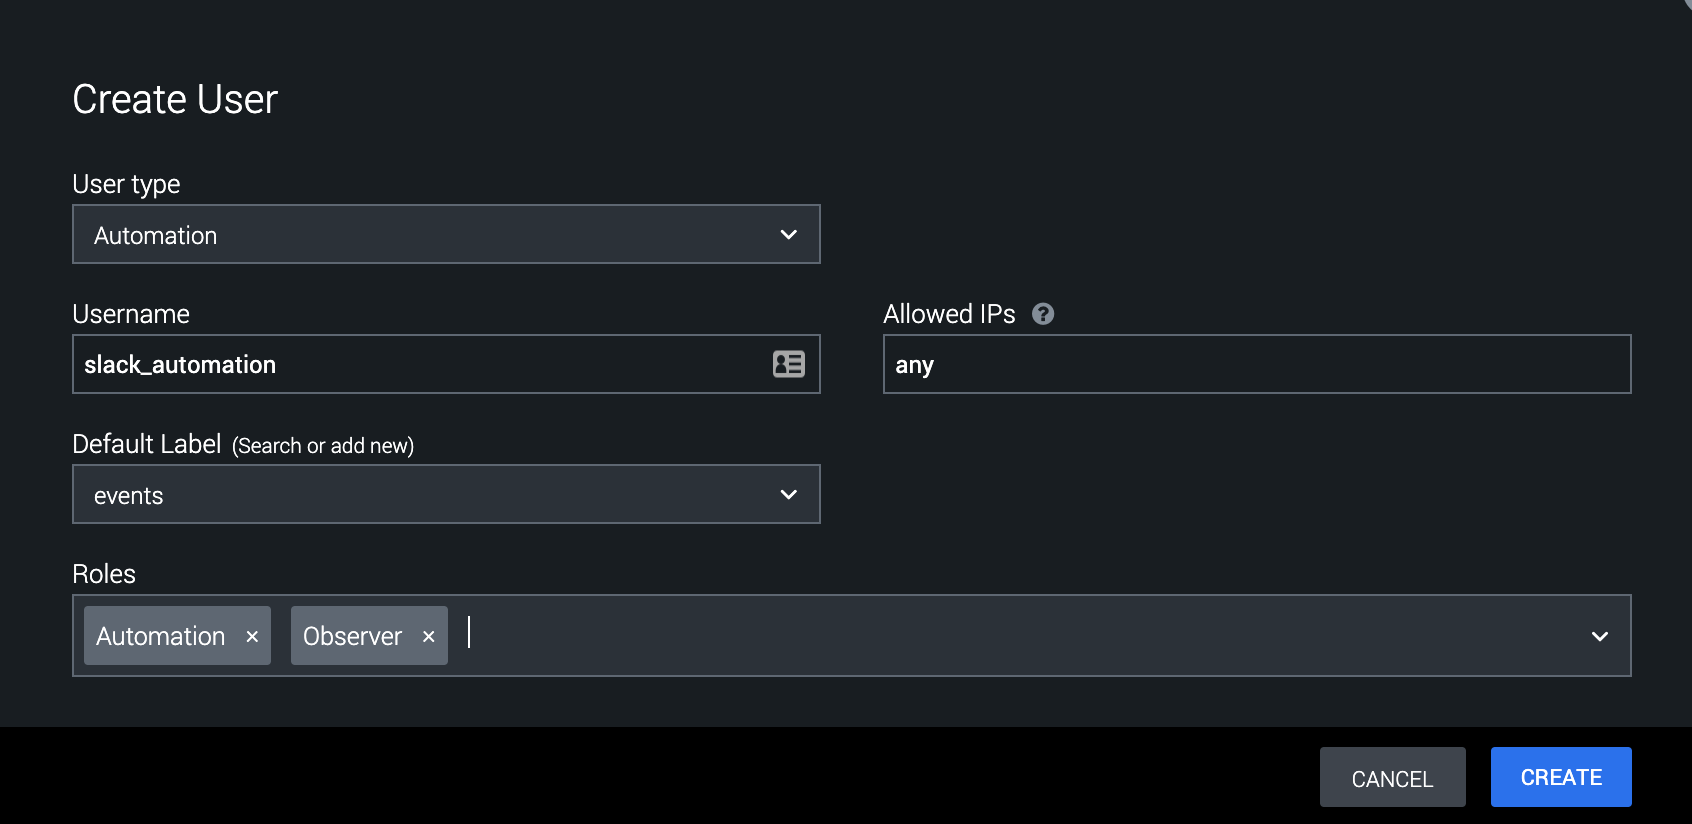 Create User
User type
Automation
Username
Allowed IPs ?
slack_automation
any
Default Label (Search or add new)
events
Roles
Automation × Observer ×
CANCEL CREATE